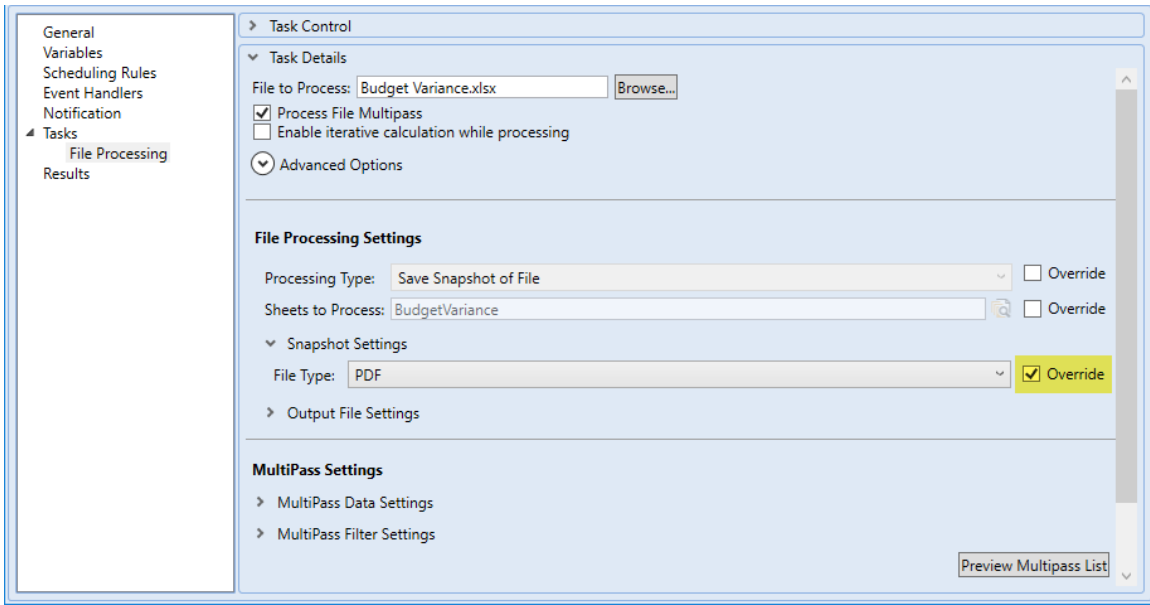 General
Variables
Scheduling Rules
Event Handlers
Notification
Tasks
File Processing
Results
Task Control
Task Details
File to Process: Budget Variance.xlsx Browse...
Process File Multipass
Enable iterative calculation while processing
Advanced Options
File Processing Settings
Processing Type: Save Snapshot of File Override
Sheets to Process: BudgetVariance Override
Snapshot Settings
File Type: PDF Override
Output File Settings
MultiPass Settings
MultiPass Data Settings
MultiPass Filter Settings
Preview Multipass List